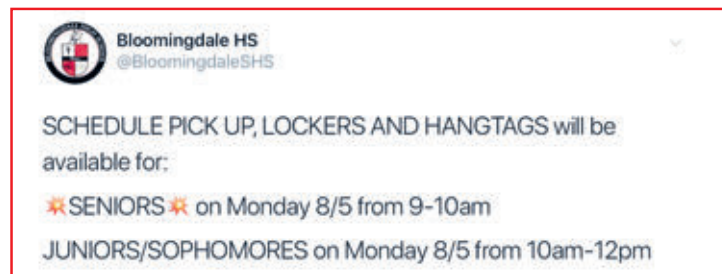 Bloomingdale HS
@BloomingdaleSHS
SCHEDULE PICK UP, LOCKERS AND HANGTAGS will be
available for:
💥SENIORS💥 on Monday 8/5 from 9-10am
JUNIORS/SOPHOMORES on Monday 8/5 from 10am-12pm